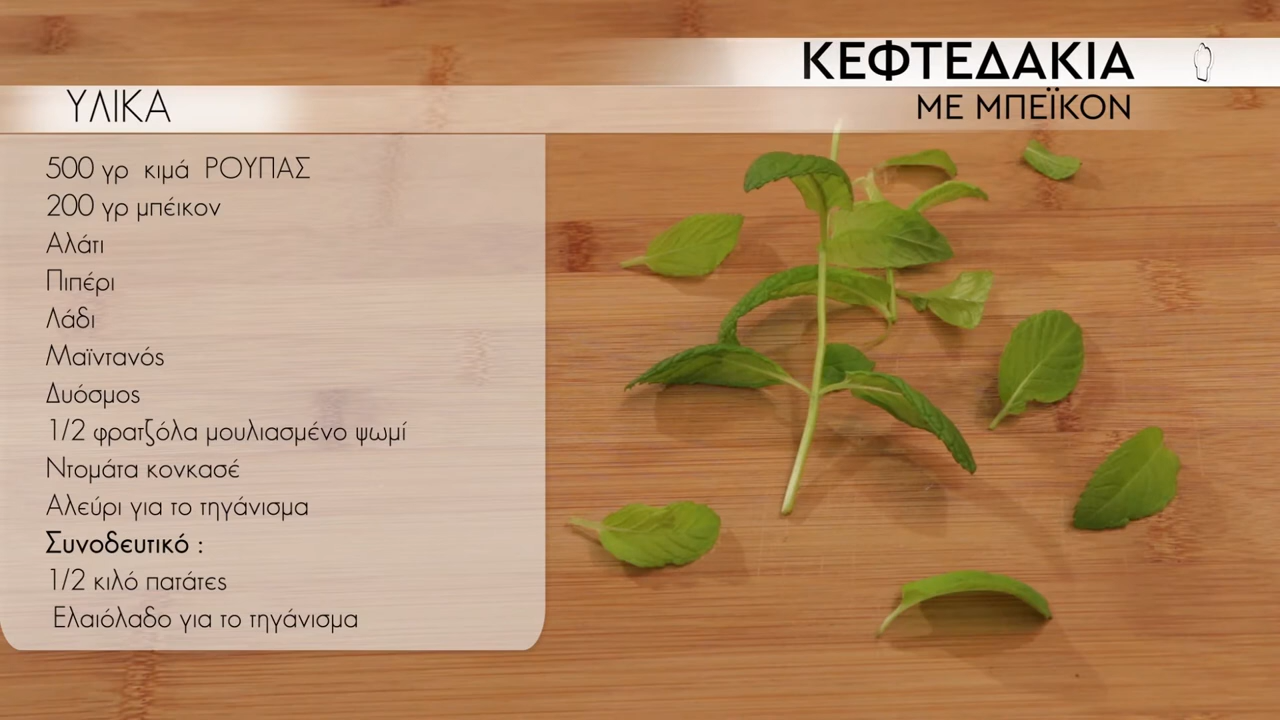 ΚΕΦΤΕΔΑΚΙΑ
ΜΕ ΜΠΕΪΚΟΝ
ΥΛΙΚΑ
500 γρ κιμά ΡΟΥΠΑΣ
200 γρ μπέικον
Αλάτι
Πιπέρι
Λάδι
Μαϊντανός
Δυόσμος
1/2 φρατζόλα μουλιασμένο ψωμί
Ντομάτα κονκασέ
Αλεύρι για το τηγάνισμα
Συνοδευτικό :
1/2 κιλό πατάτες
Ελαιόλαδο για το τηγάνισμα